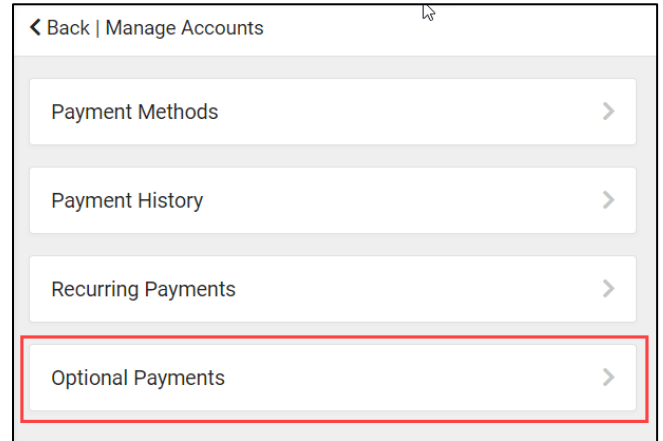 Back | Manage Accounts
Payment Methods
Payment History
Recurring Payments
Optional Payments